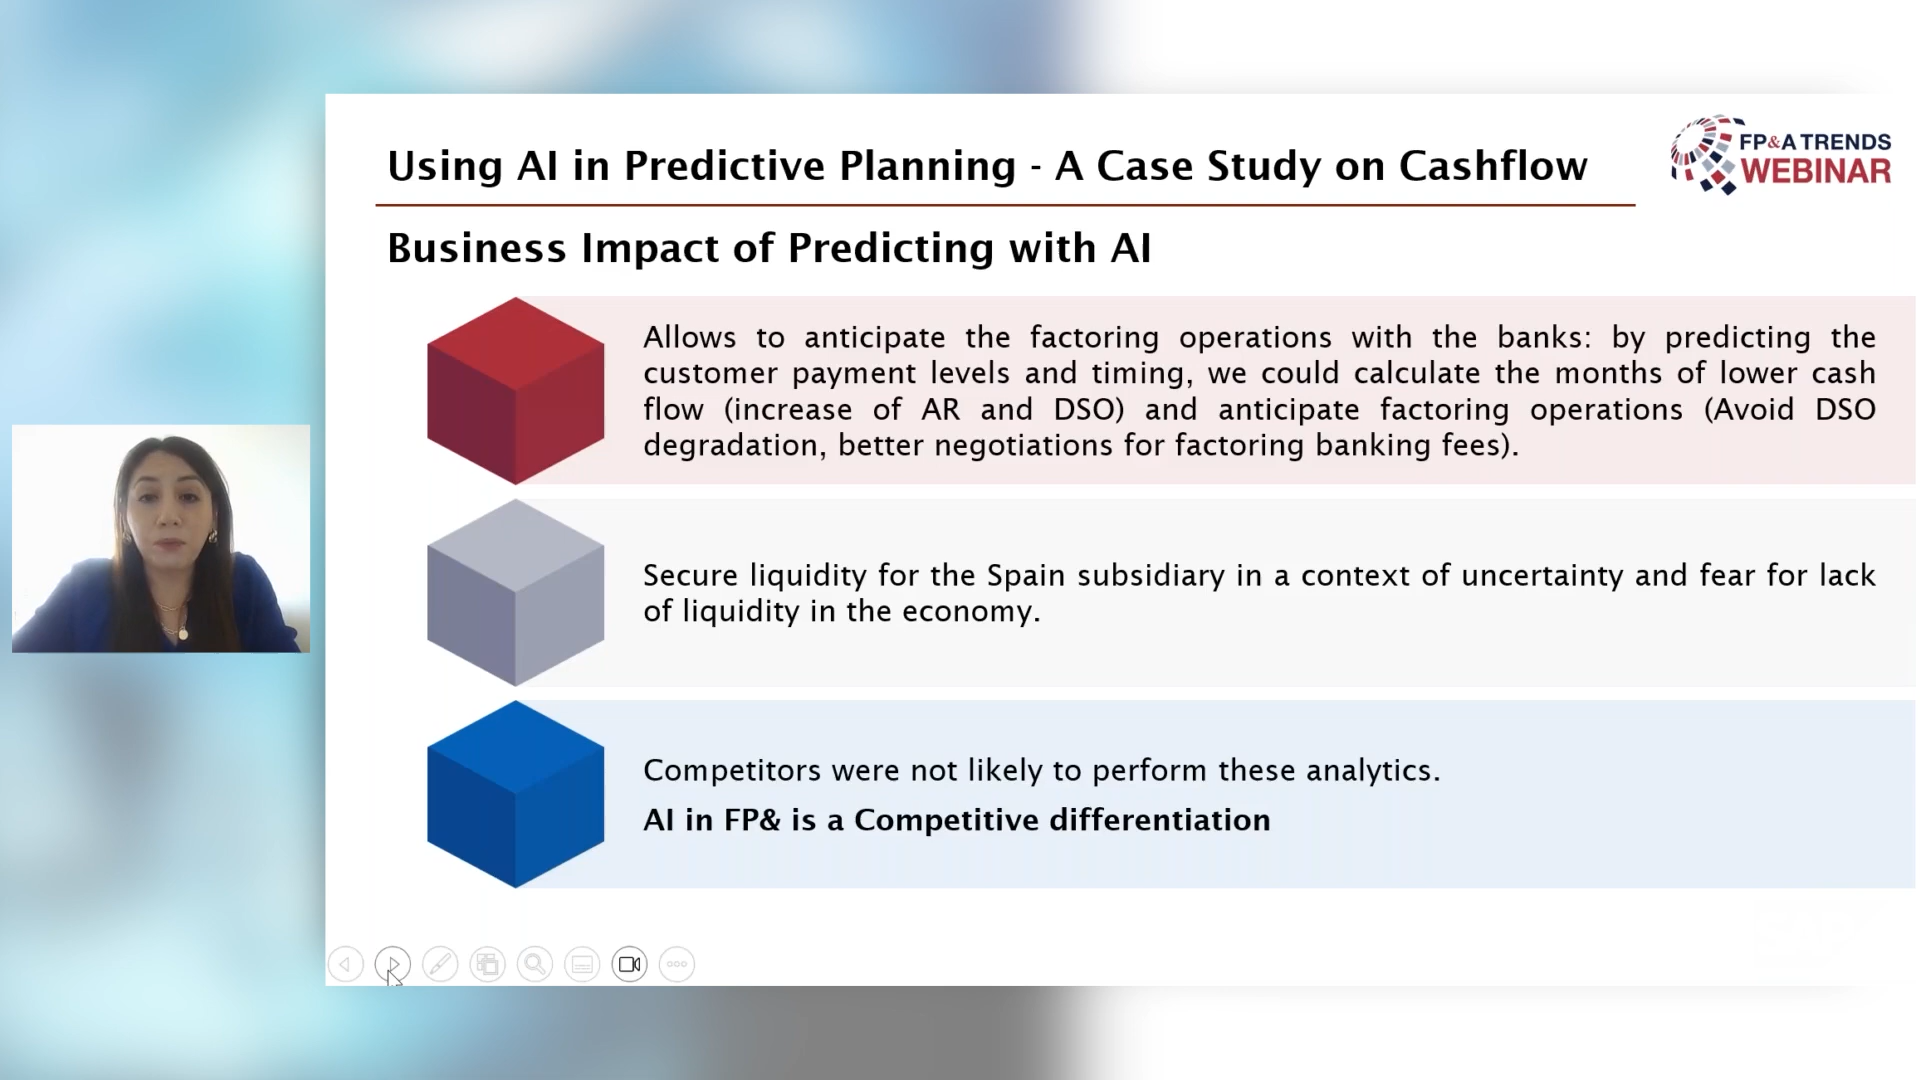 Using AI in Predictive Planning - A Case Study on Cashflow
FP&A TRENDS
WEBINAR
Business Impact of Predicting with AI
Allows to anticipate the factoring operations with the banks: by predicting the
customer payment levels and timing, we could calculate the months of lower cash
flow (increase of AR and DSO) and anticipate factoring operations (Avoid DSO
degradation, better negotiations for factoring banking fees).
Secure liquidity for the Spain subsidiary in a context of uncertainty and fear for lack
of liquidity in the economy.
Competitors were not likely to perform these analytics.
AI in FP& is a Competitive differentiation